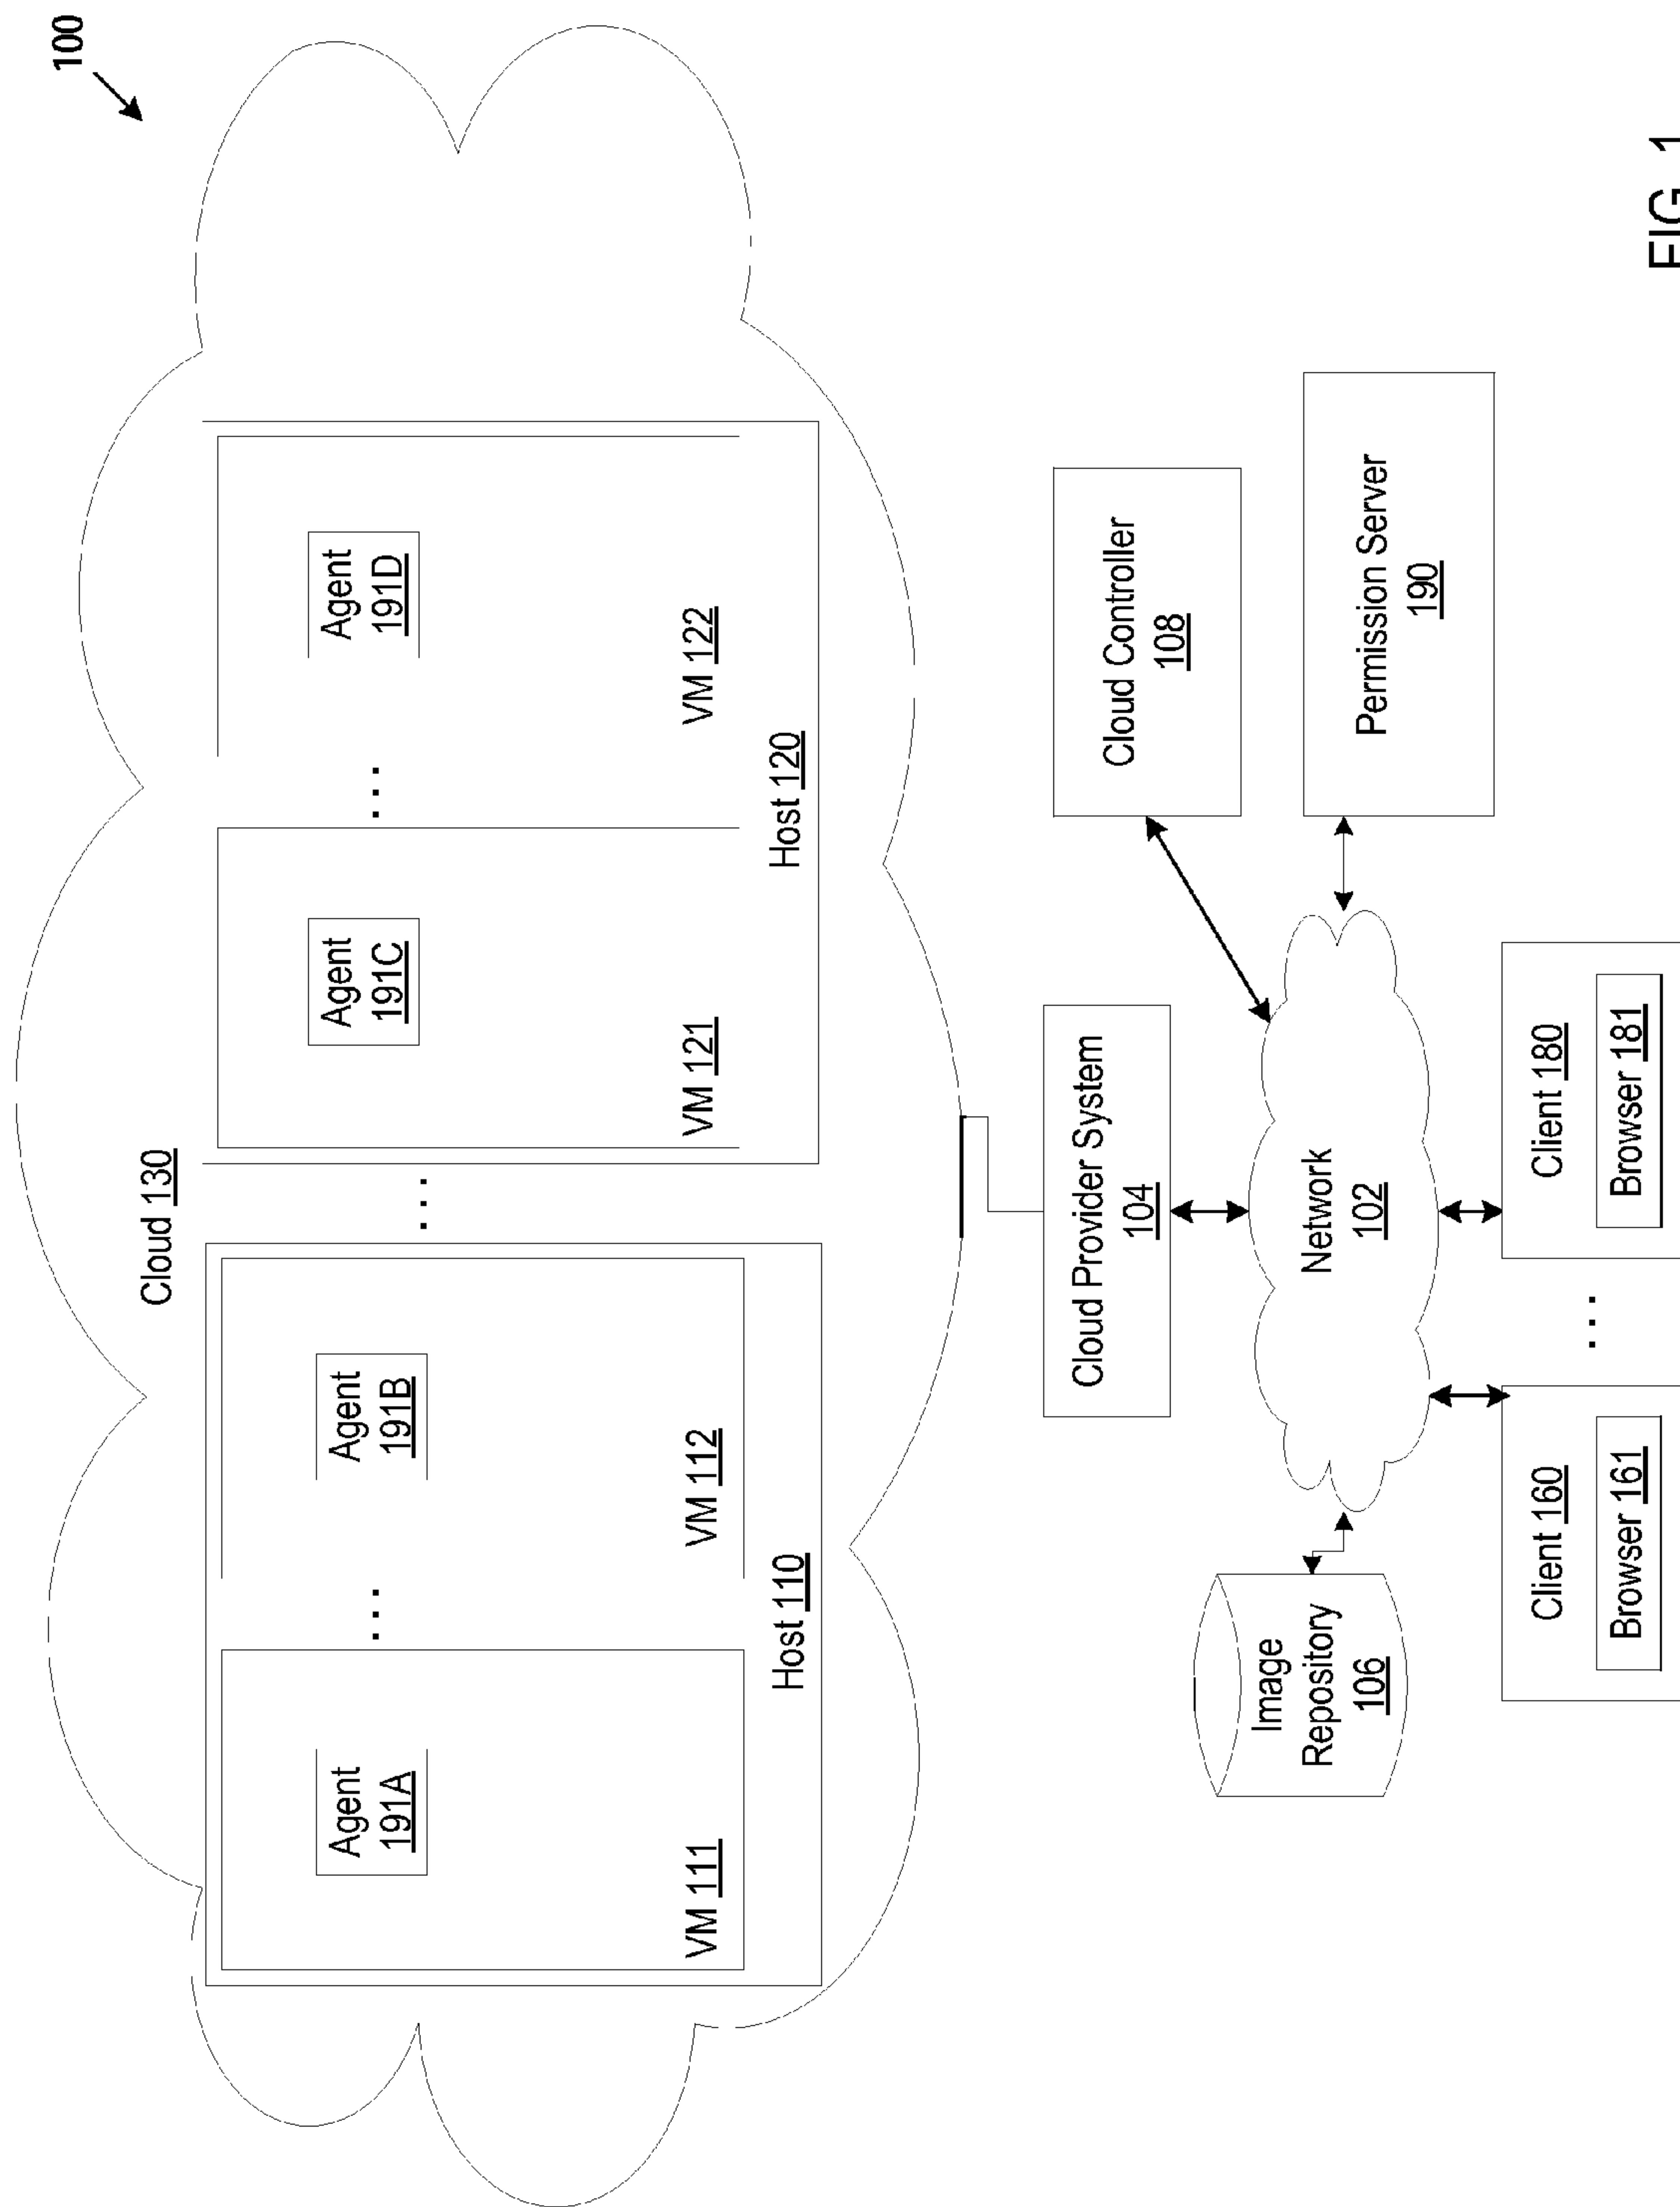 100
Cloud 130
Agent
191A
VM 111
...
Agent
191B
VM 112
Host 110
...
Agent
191C
VM 121
...
Agent
191D
VM 122
Host 120
Cloud Provider System
104
Cloud Controller
108
Image
Repository
106
Network
102
Permission Server
190
Client 160
Browser 161
...
Client 180
Browser 181
FIG. 1